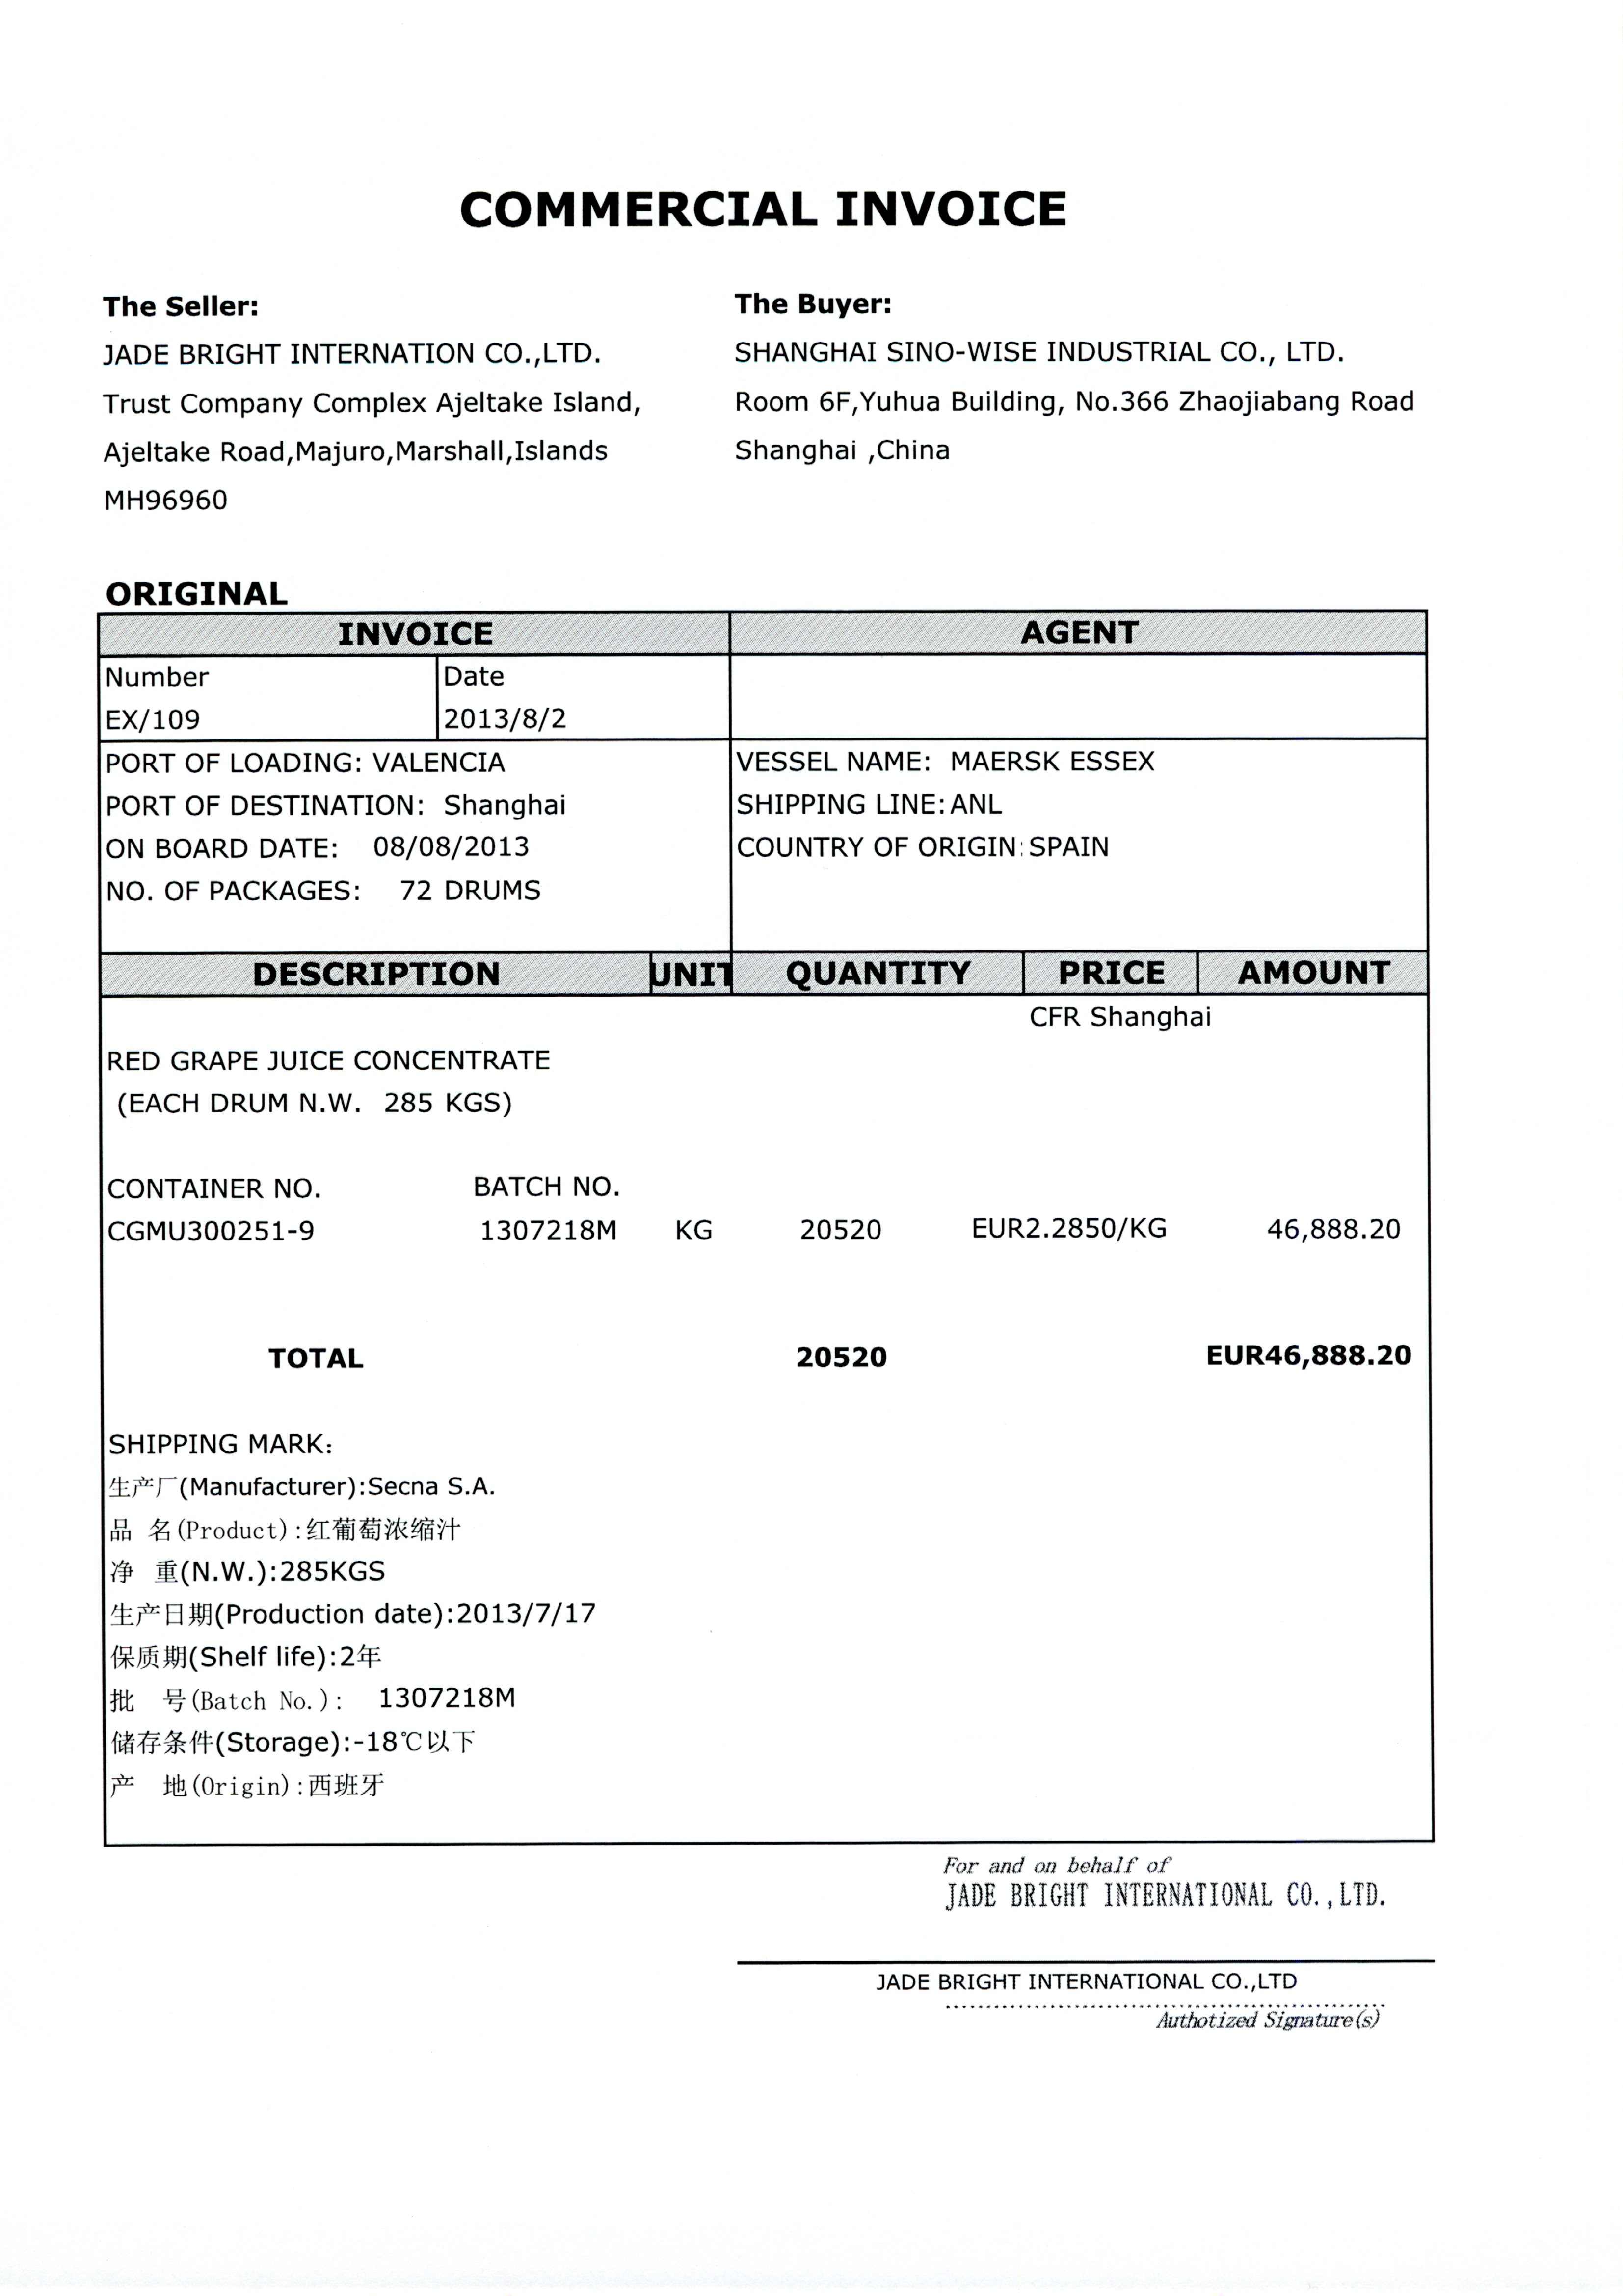 COMMERCIAL INVOICE
The Seller:
JADE BRIGHT INTERNATION CO.,LTD.
Trust Company Complex Ajeltake Island,
Ajeltake Road,Majuro,Marshall,Islands
MH96960
The Buyer:
SHANGHAI SINO-WISE INDUSTRIAL CO., LTD.
Room 6F,Yuhua Building, No.366 Zhaojiabang Road
Shanghai ,China
ORIGINAL
INVOICE AGENT
Number Date
EX/109 2013/8/2
PORT OF LOADING: VALENCIA
PORT OF DESTINATION: Shanghai
ON BOARD DATE: 08/08/2013
NO. OF PACKAGES: 72 DRUMS
VESSEL NAME: MAERSK ESSEX
SHIPPING LINE: ANL
COUNTRY OF ORIGIN: SPAIN
DESCRIPTION UNIT QUANTITY PRICE AMOUNT
CFR Shanghai
RED GRAPE JUICE CONCENTRATE
(EACH DRUM N.W. 285 KGS)
CONTAINER NO. BATCH NO.
CGMU300251-9 1307218M KG 20520 EUR2.2850/KG 46,888.20
TOTAL 20520 EUR46,888.20
SHIPPING MARK：
生产厂(Manufacturer):Secna S.A.
品 名(Product):红葡萄浓缩汁
净 重(N.W.):285KGS
生产日期(Production date):2013/7/17
保质期(Shelf life):2年
批 号(Batch No.): 1307218M
储存条件(Storage):-18℃以下
产 地(Origin):西班牙
For and on behalf of
JADE BRIGHT INTERNATIONAL CO.,LTD.
JADE BRIGHT INTERNATIONAL CO.,LTD
Authotized Signature(s)